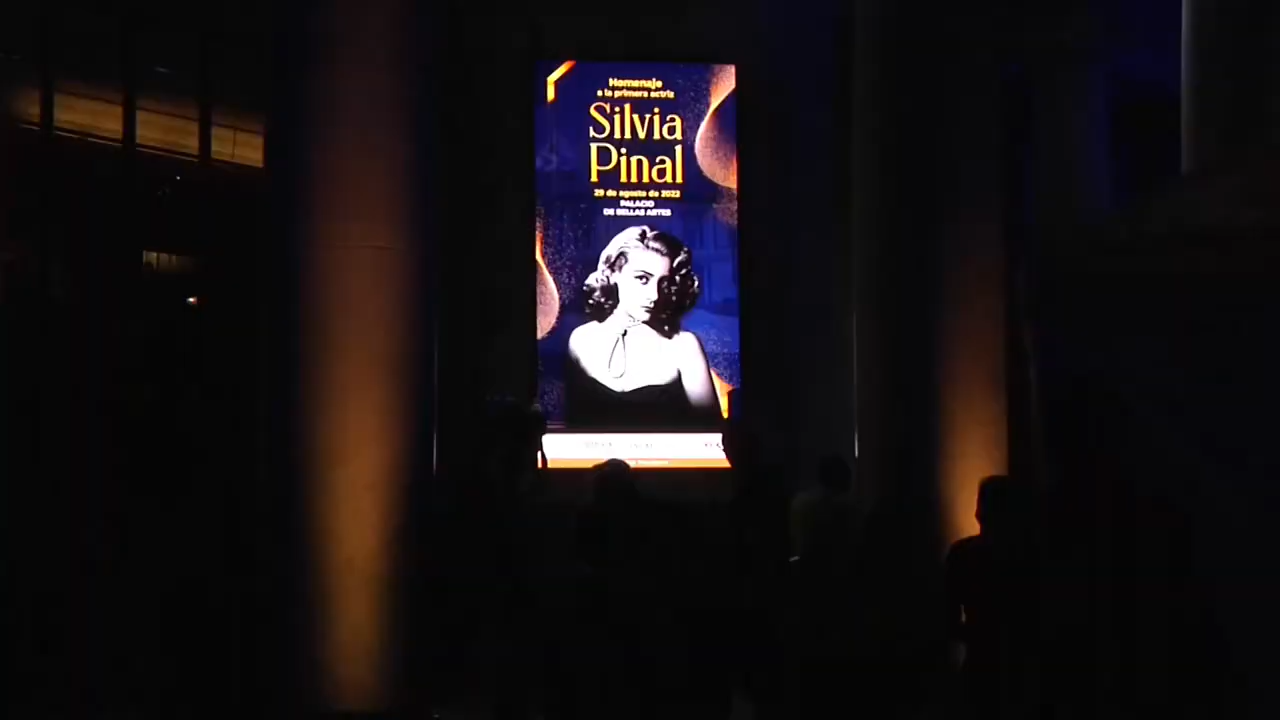 Homenaje
a la primera actriz
Silvia
Pinal
29 de agosto de 2022
PALACIO
DE BELLAS ARTES